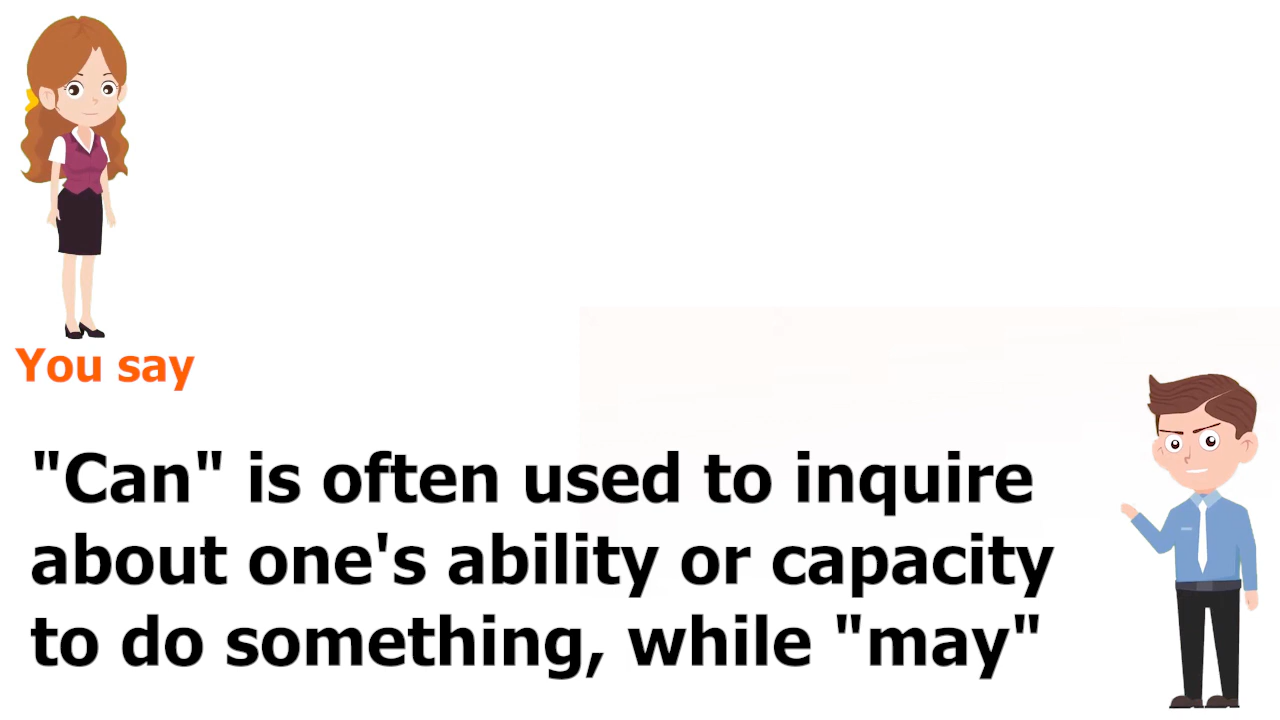 You say
"Can" is often used to inquire
about one's ability or capacity
to do something, while "may"